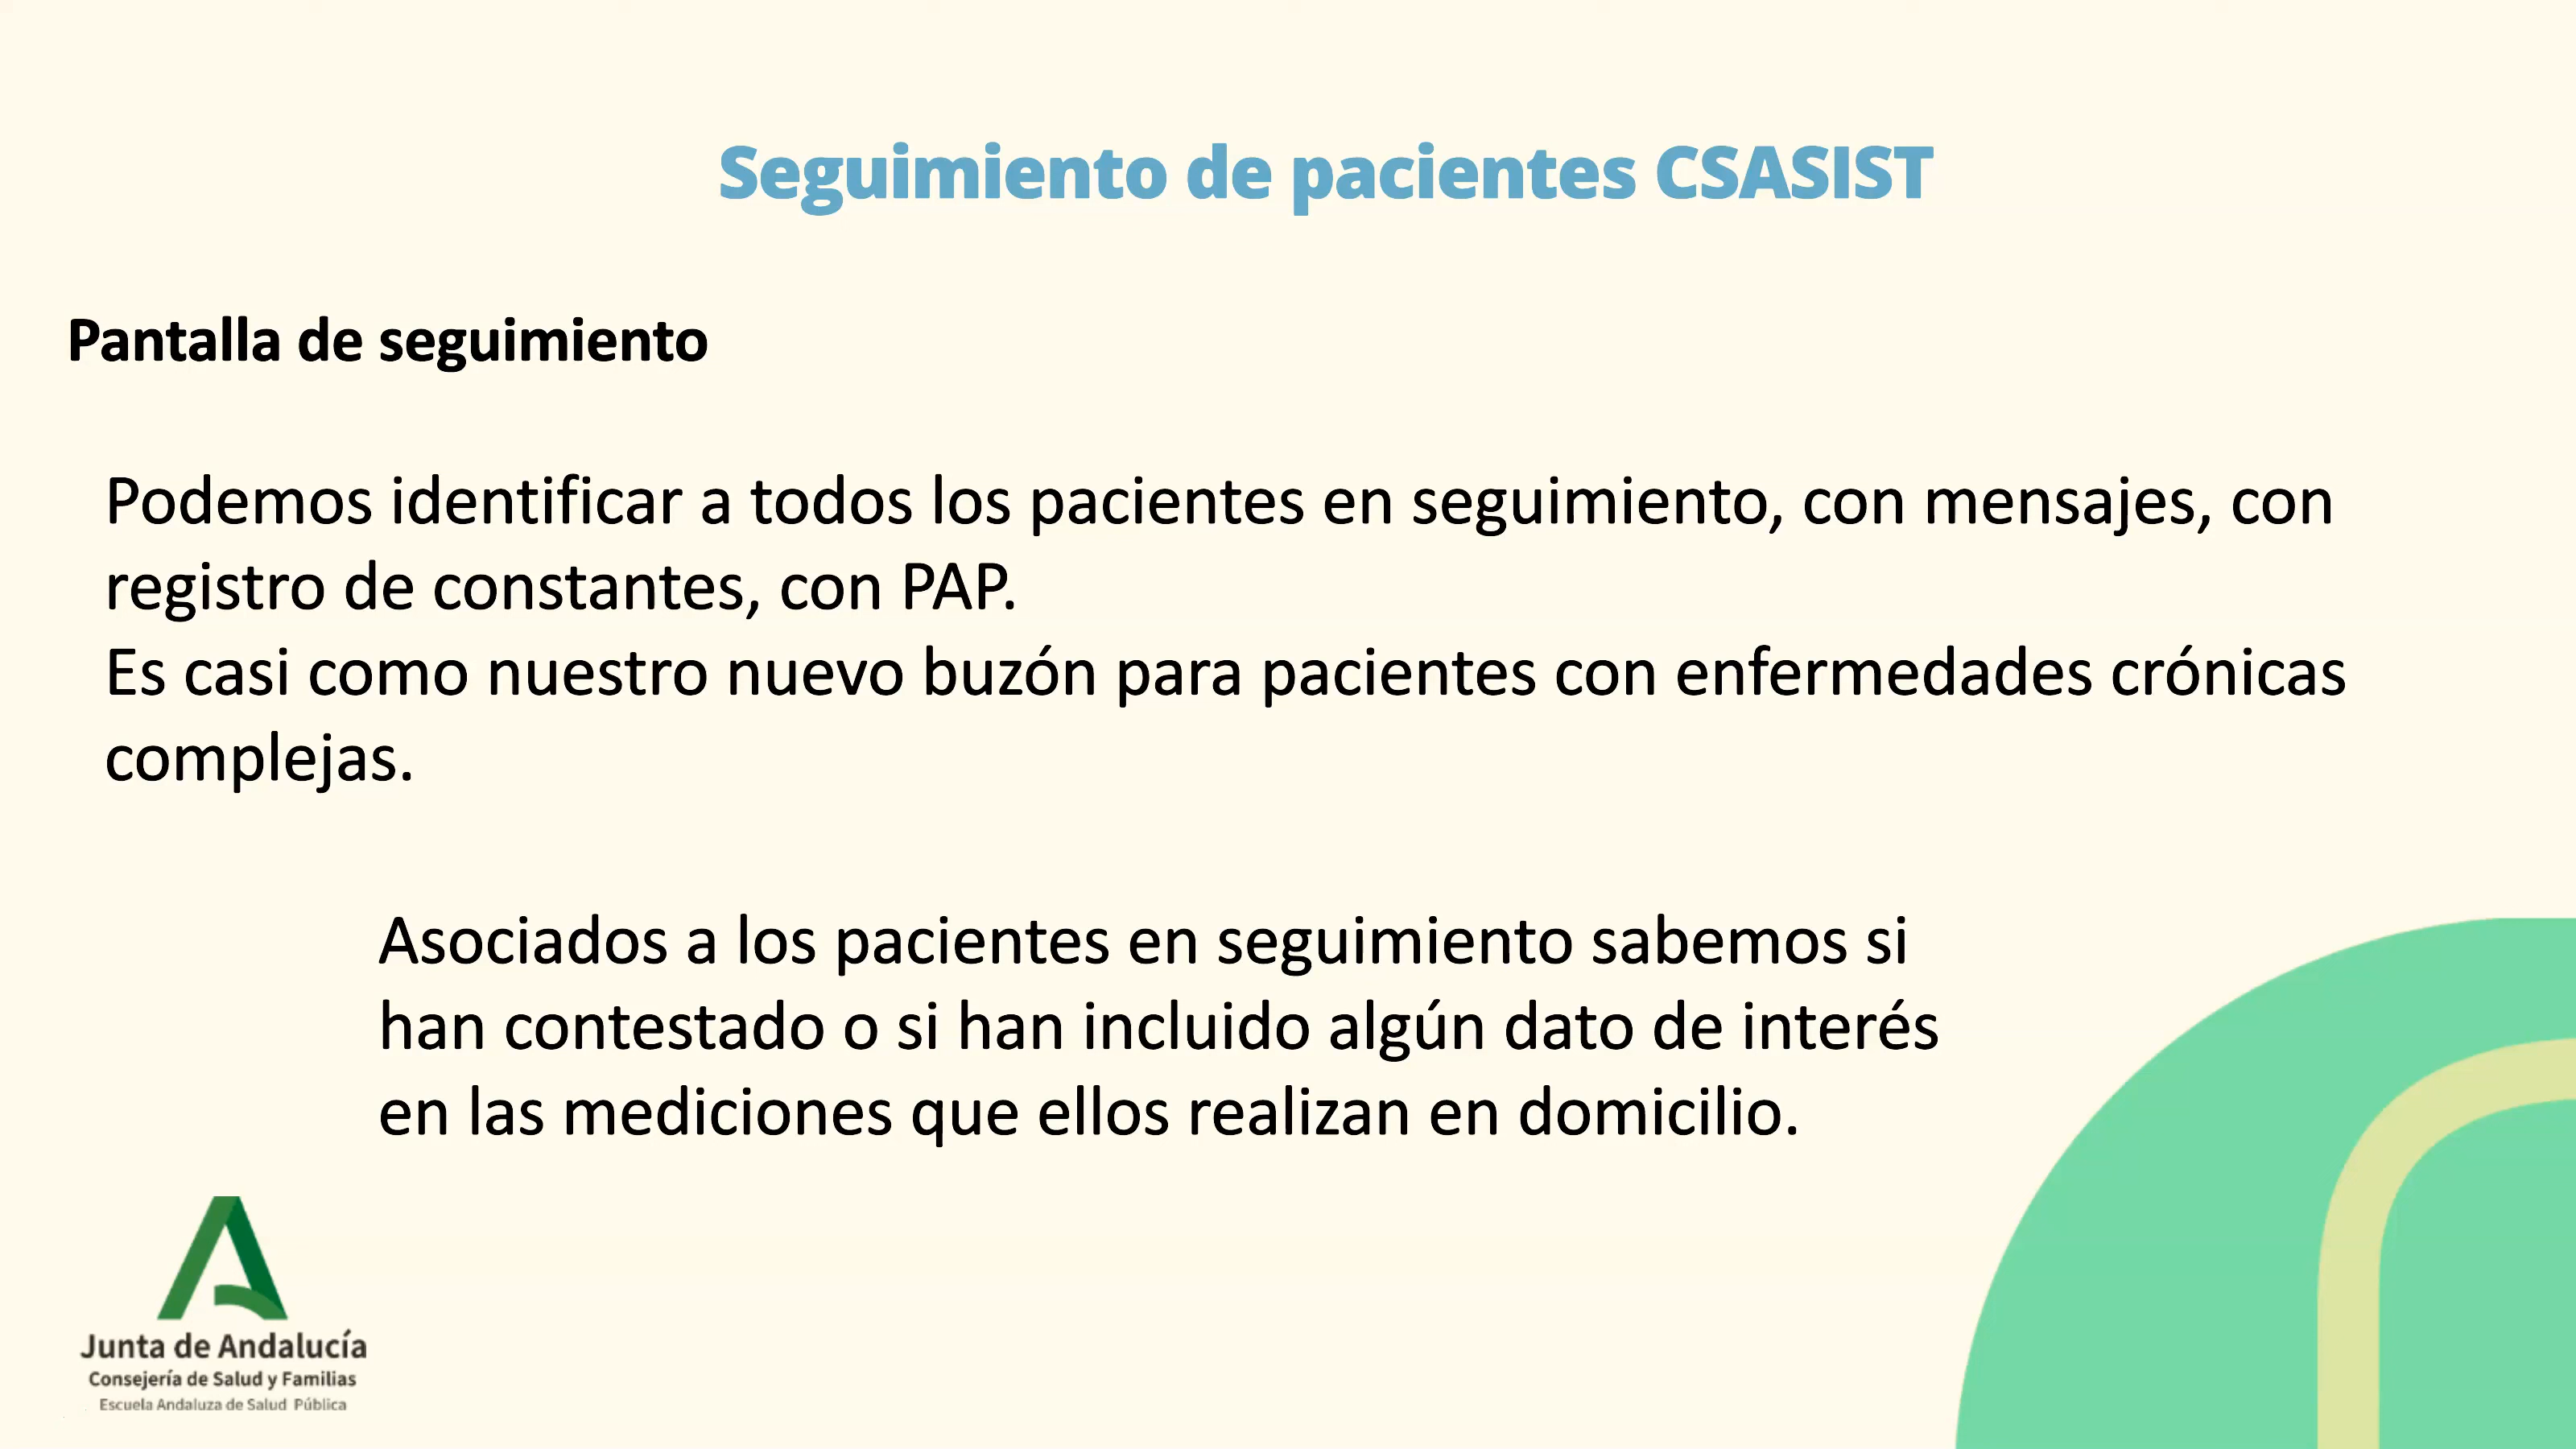 Seguimiento de pacientes CSASIST
Pantalla de seguimiento
Podemos identificar a todos los pacientes en seguimiento, con mensajes, con
registro de constantes, con PAP.
Es casi como nuestro nuevo buzón para pacientes con enfermedades crónicas
complejas.
Asociados a los pacientes en seguimiento sabemos si
han contestado o si han incluido algún dato de interés
en las mediciones que ellos realizan en domicilio.
Junta de Andalucía
Consejería de Salud y Familias
Escuela Andaluza de Salud Pública